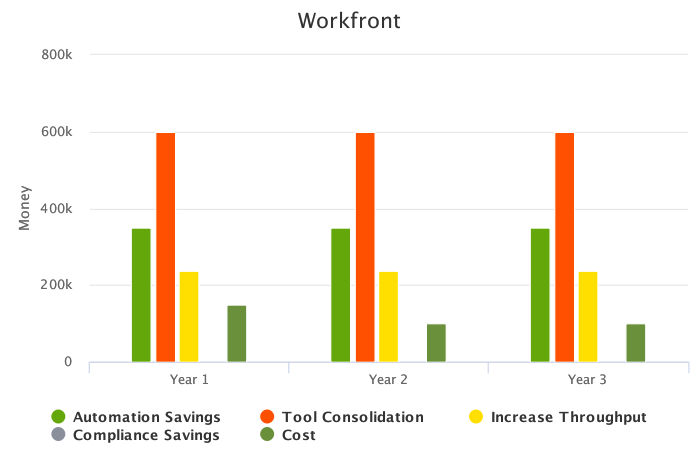 Workfront
800k
600k
400k
200k
0
Money
Year 1 Year 2 Year 3
Automation Savings Tool Consolidation Increase Throughput
Compliance Savings Cost